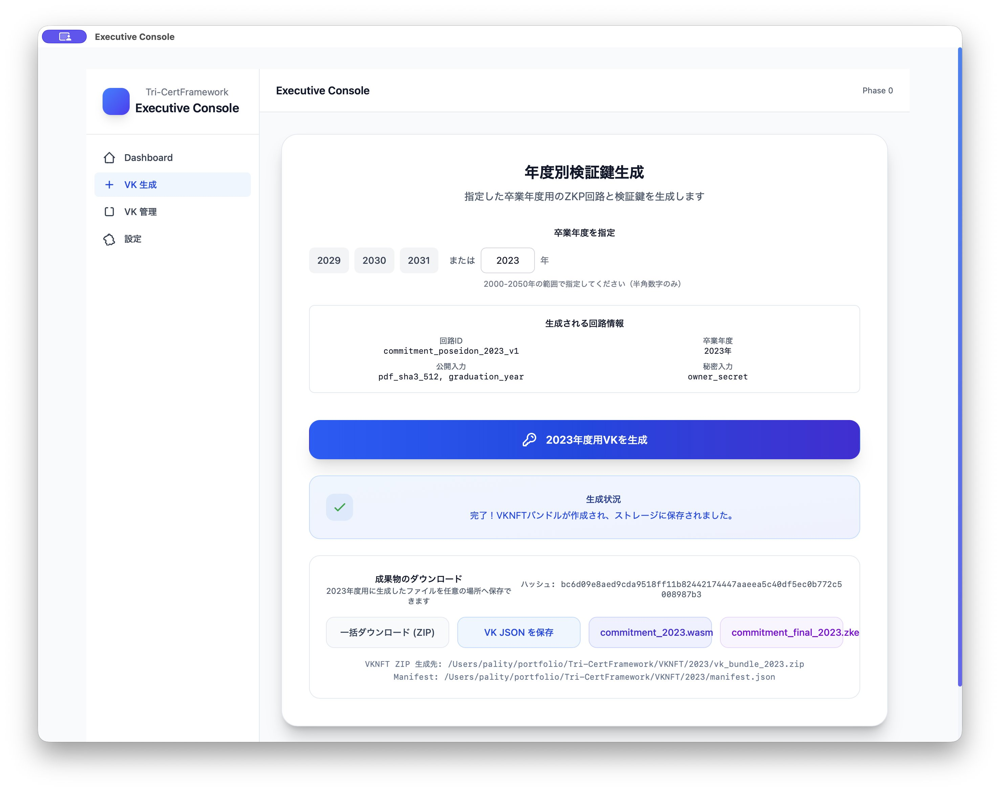 Executive Console
Tri-CertFramework
Executive Console
Dashboard
VK 生成
VK 管理
設定
Executive Console
Phase 0
年度別検証鍵生成
指定した卒業年度用のZKP回路と検証鍵を生成します
卒業年度を指定
2029 2030 2031 または 2023 年
2000-2050年の範囲で指定してください（半角数字のみ）
生成される回路情報
回路ID
commitment_poseidon_2023_v1
卒業年度
2023年
公開入力
pdf_sha3_512, graduation_year
秘密入力
owner_secret
2023年度用VKを生成
生成状況
完了！VKNFTバンドルが作成され、ストレージに保存されました。
成果物のダウンロード
2023年度用に生成したファイルを任意の場所へ保存で
きます
ハッシュ: bc6d09e8aed9cda9518ff11b82442174447aaeea5c40df5ec0b772c5
008987b3
一括ダウンロード (ZIP)
VK JSON を保存
commitment_2023.wasm
commitment_final_2023.zke
VKNFT ZIP 生成先: /Users/pality/portfolio/Tri-CertFramework/VKNFT/2023/vk_bundle_2023.zip
Manifest: /Users/pality/portfolio/Tri-CertFramework/VKNFT/2023/manifest.json